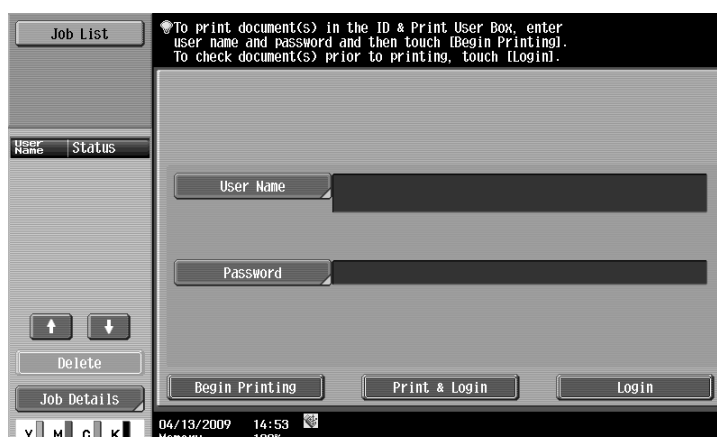 Job List
To print document(s) in the ID & Print User Box, enter
user name and password and then touch [Begin Printing].
To check document(s) prior to printing, touch [Login].
User Name
Status
User Name
Password
Delete
Job Details
Begin Printing
Print & Login
Login
Y M C K
04/13/2009 14:53
Memory 100%